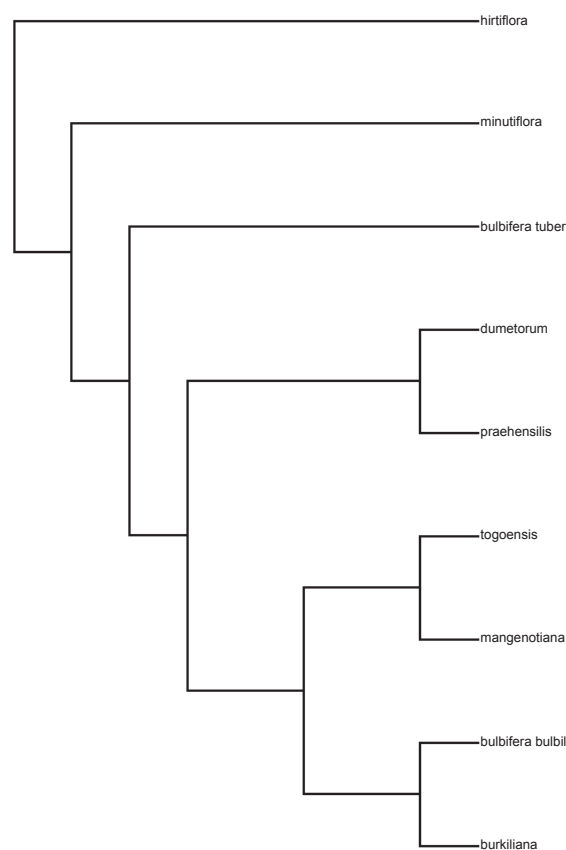 hirtiflora
minutiflora
bulbifera tuber
dumetorum
praehensilis
togoensis
mangenotiana
bulbifera bulbil
burkiliana